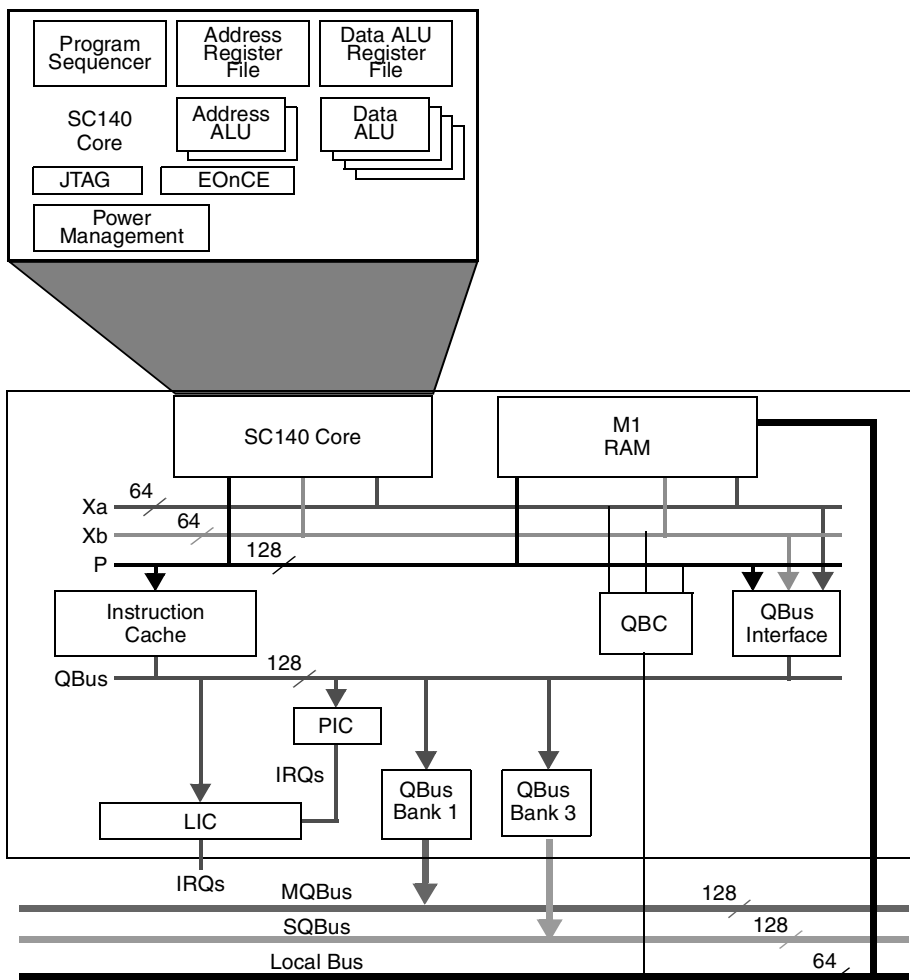 Program
Sequencer
Address
Register
File
Data ALU
Register
File
SC140
Core
Address
ALU
Data
ALU
JTAG
EOnCE
Power
Management
SC140 Core
M1
RAM
Xa
64
Xb
64
P
128
Instruction
Cache
QBC
QBus
Interface
QBus
128
PIC
IRQs
QBus
Bank 1
QBus
Bank 3
LIC
IRQs
MQBus
128
SQBus
128
Local Bus
64